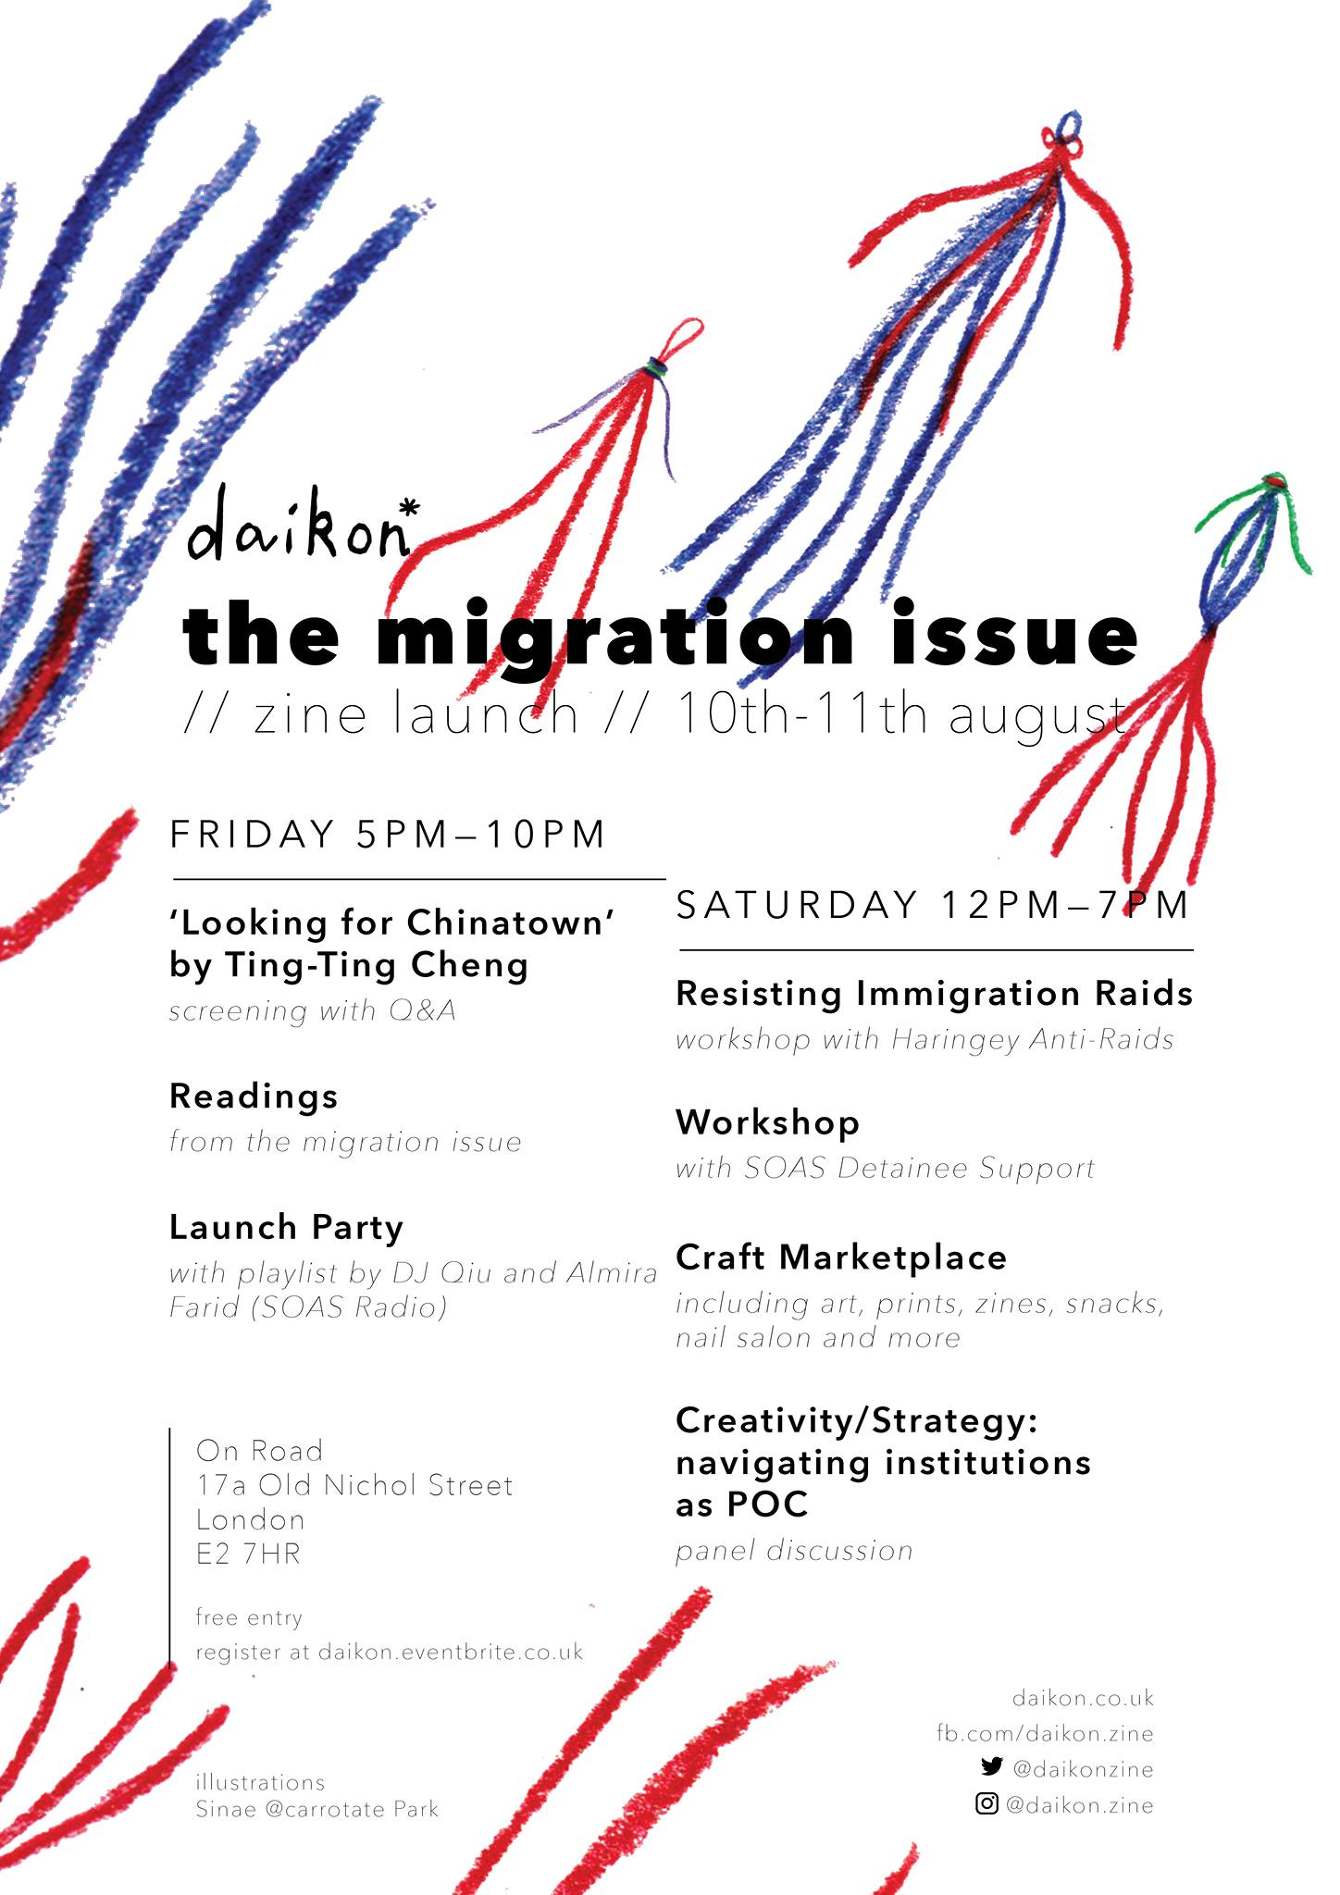 daikon*
the migration issue
// zine launch // 10th-11th august
FRIDAY 5PM–10PM
‘Looking for Chinatown’
by Ting-Ting Cheng
screening with Q&A
Readings
from the migration issue
Launch Party
with playlist by DJ Qiu and Almira
Farid (SOAS Radio)
SATURDAY 12PM–7PM
Resisting Immigration Raids
workshop with Haringey Anti-Raids
Workshop
with SOAS Detainee Support
Craft Marketplace
including art, prints, zines, snacks,
nail salon and more
Creativity/Strategy:
navigating institutions
as POC
panel discussion
On Road
17a Old Nichol Street
London
E2 7HR
free entry
register at daikon.eventbrite.co.uk
illustrations
Sinae @carrotate Park
daikon.co.uk
fb.com/daikon.zine
@daikonzine
@daikon.zine